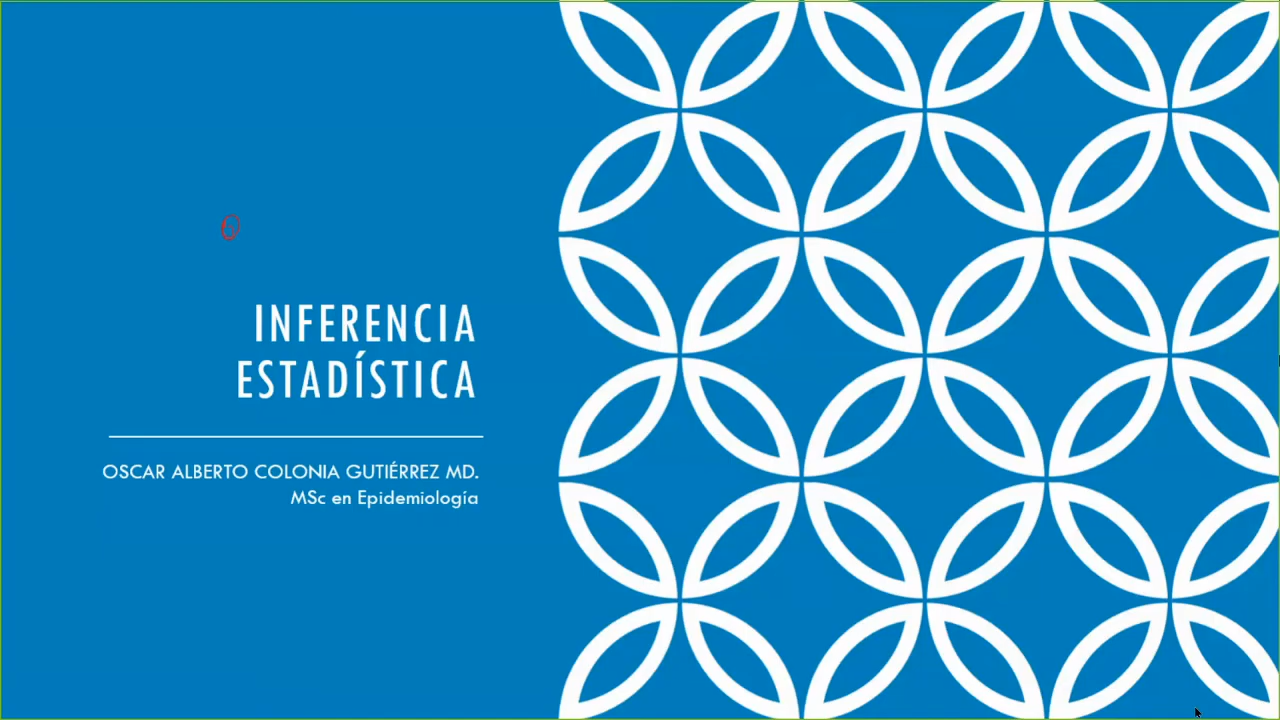 INFERENCIA
ESTADÍSTICA
OSCAR ALBERTO COLONIA GUTIÉRREZ MD.
MSc en Epidemiología